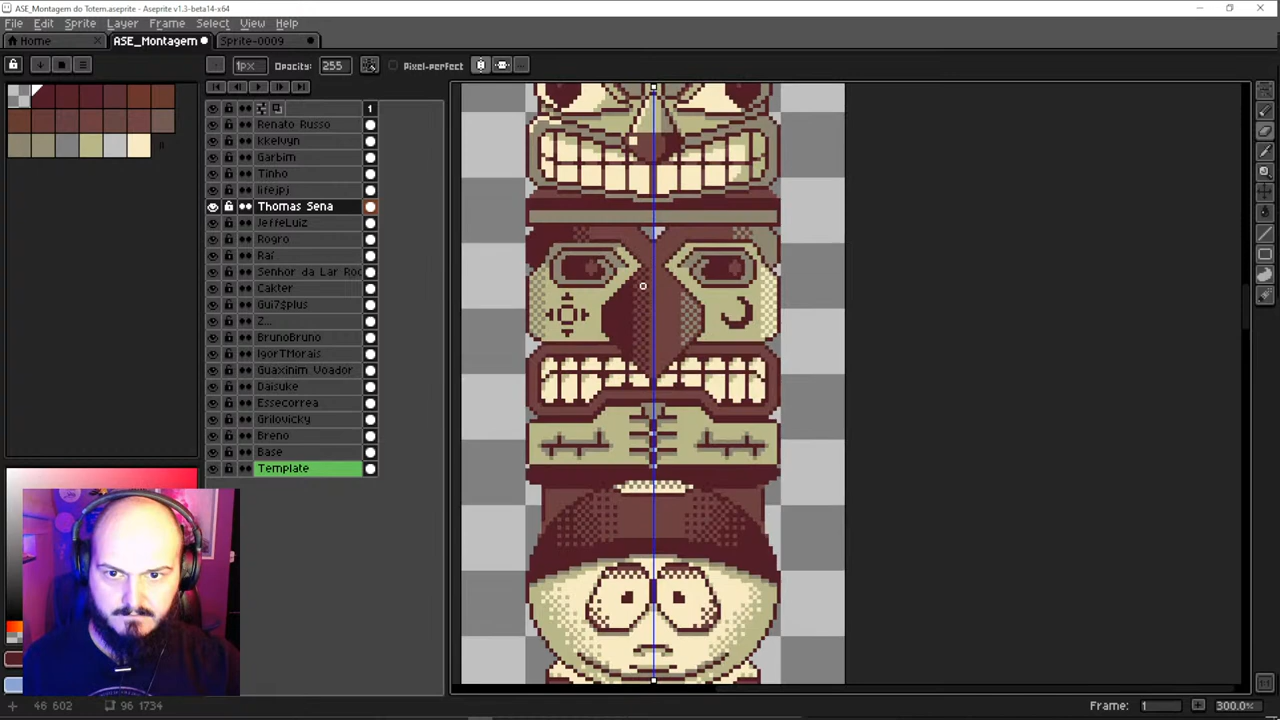 ASE_Montagem do Totem.aseprite - Aseprite v1.3-beta14-x64
File Edit Sprite Layer Frame Select View Help
Home ASE_Montagem Sprite-0009
1px Opacity: 255 Pixel-perfect
1
Renato Russo
kkelvyn
Garbim
Tinho
lifejpj
Thomas Sena
JeffeLuiz
Rogro
Raí
Senhor da Lar Roc
Cakter
Gui7$plus
Z...
BrunoBruno
IgorTMorais
Guaxinim Voador
Daisuke
Essecorrea
Grilovicky
Breno
Base
Template
46 602 96 1734 Frame: 1 300.0%